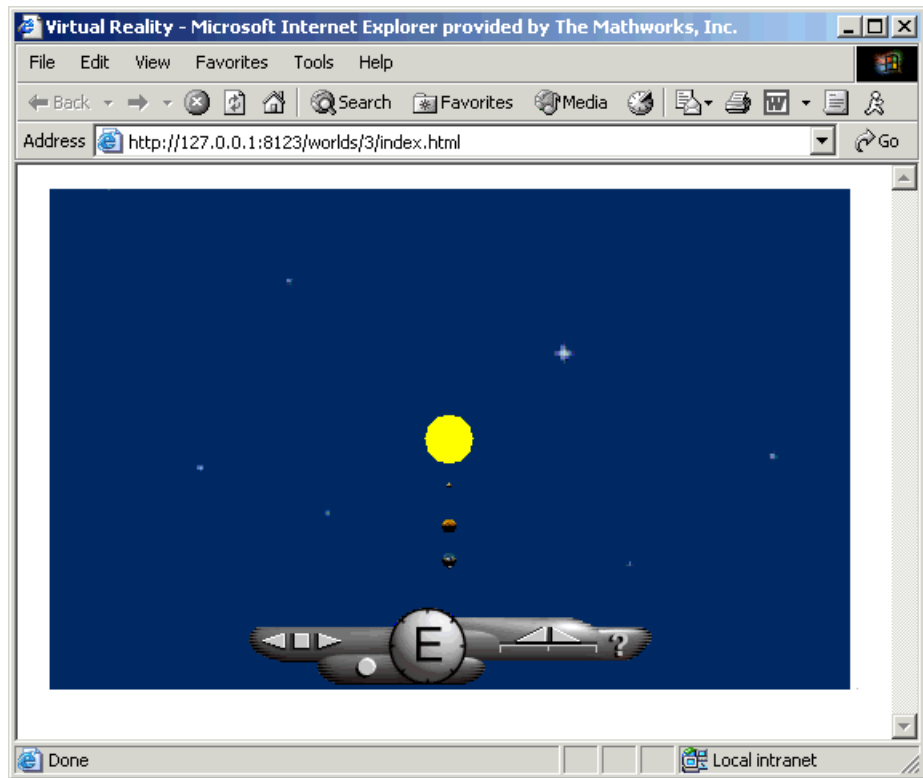 Virtual Reality - Microsoft Internet Explorer provided by The Mathworks, Inc.
File Edit View Favorites Tools Help
Back Search Favorites Media W
Address http://127.0.0.1:8123/worlds/3/index.html Go
E ?
Done Local intranet